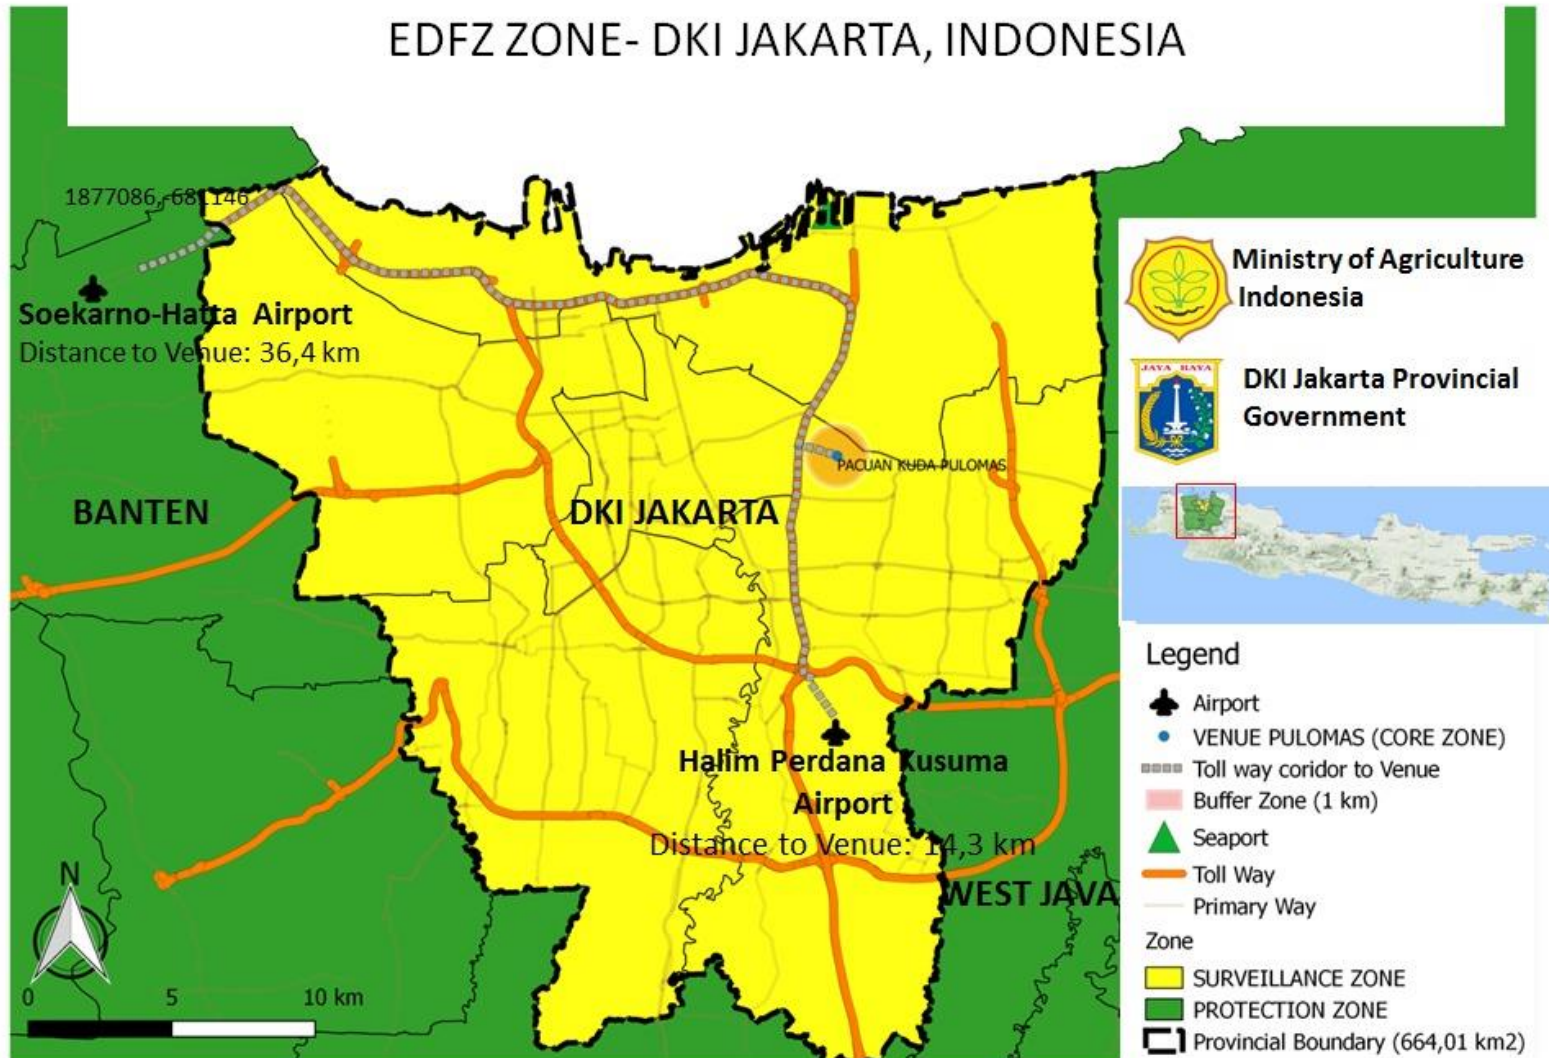 EDFZ ZONE- DKI JAKARTA, INDONESIA
1877086,-681146
Soekarno-Hatta Airport
Distance to Venue: 36,4 km
BANTEN
DKI JAKARTA
PACUAN KUDA PULOMAS
Halim Perdana Kusuma
Airport
Distance to Venue: 14,3 km
WEST JAVA
N
0 5 10 km
Ministry of Agriculture
Indonesia
JAYA RAYA
DKI Jakarta Provincial
Government
Legend
Airport
VENUE PULOMAS (CORE ZONE)
Toll way coridor to Venue
Buffer Zone (1 km)
Seaport
Toll Way
Primary Way
Zone
SURVEILLANCE ZONE
PROTECTION ZONE
Provincial Boundary (664,01 km2)